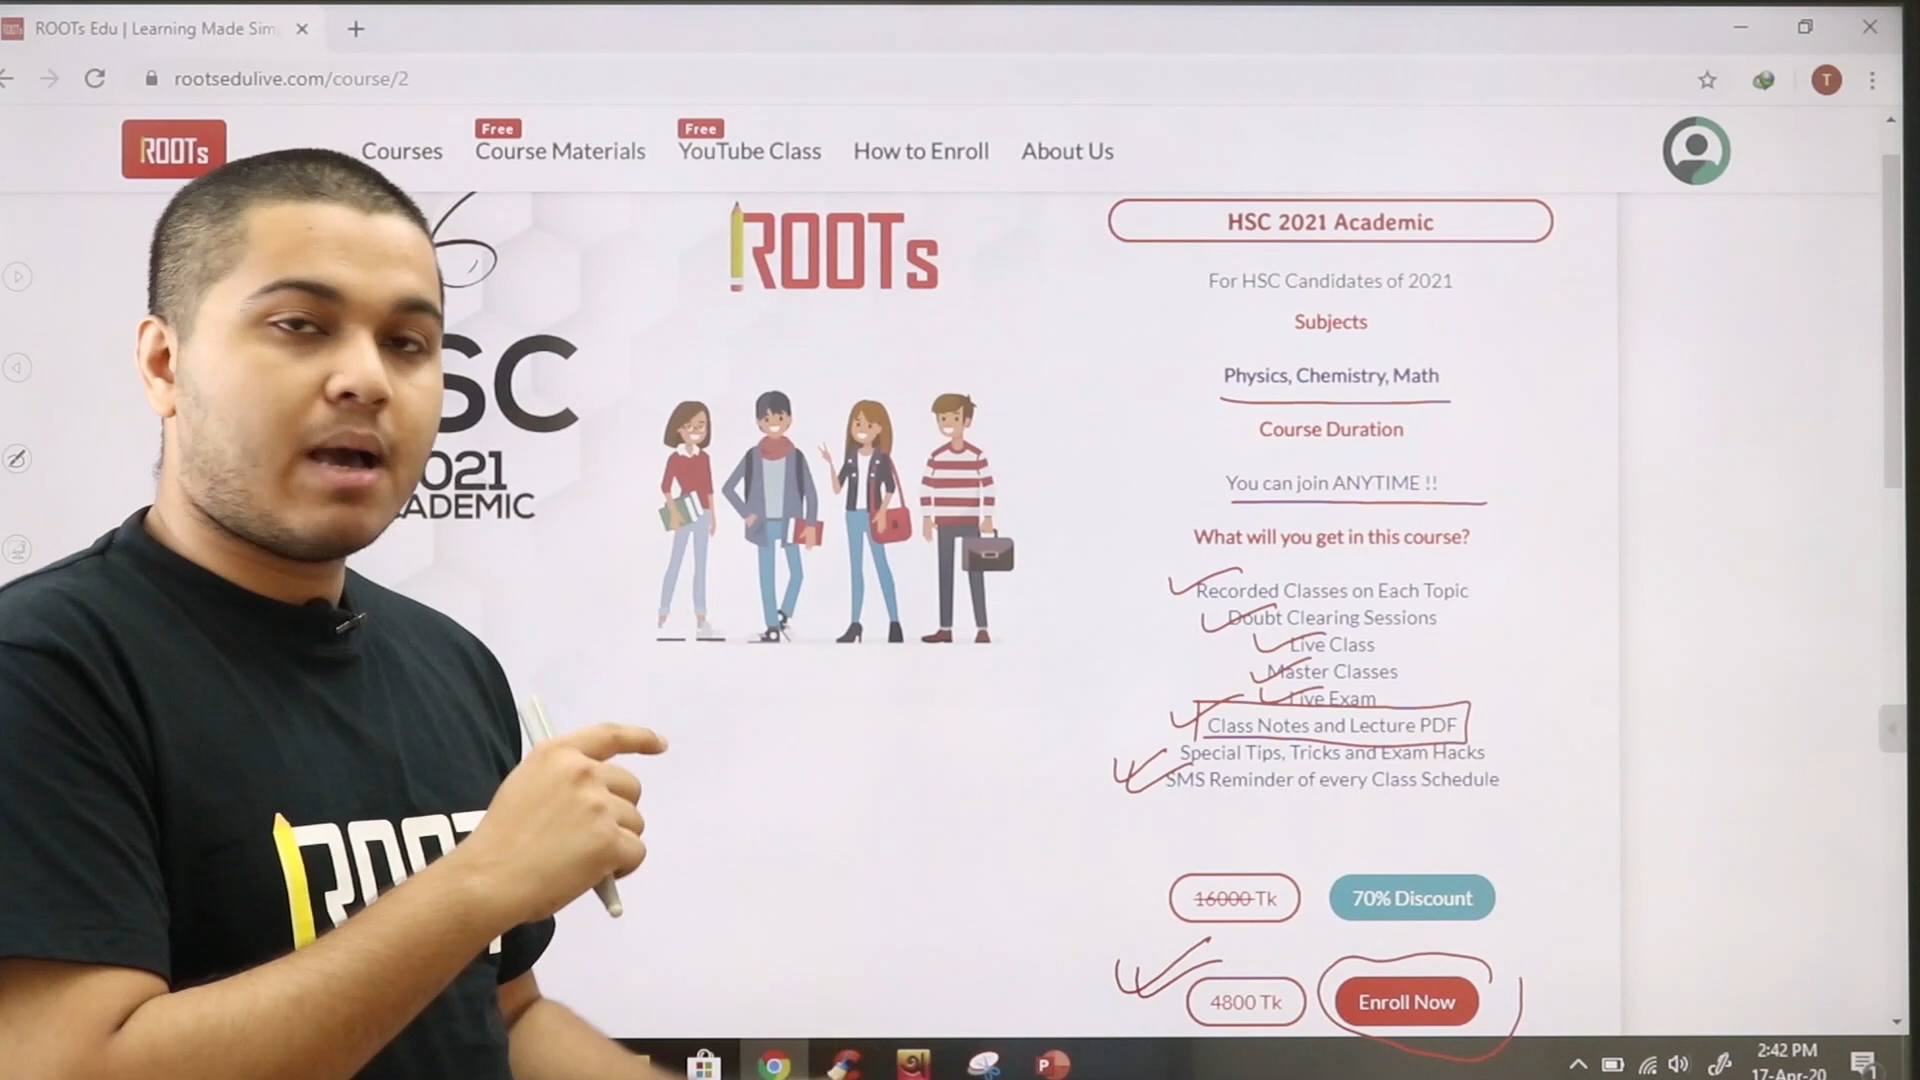 ROOTs Edu | Learning Made Sim
rootsedulive.com/course/2
T
ROOTs
Courses
Free
Course Materials
Free
YouTube Class
How to Enroll
About Us
ROOTs
SC
021
ADEMIC
HSC 2021 Academic
For HSC Candidates of 2021
Subjects
Physics, Chemistry, Math
Course Duration
You can join ANYTIME !!
What will you get in this course?
Recorded Classes on Each Topic
Doubt Clearing Sessions
Live Class
Master Classes
Live Exam
Class Notes and Lecture PDF
Special Tips, Tricks and Exam Hacks
SMS Reminder of every Class Schedule
16000 Tk
70% Discount
4800 Tk
Enroll Now
ROOT
2:42 PM
17-Apr-20